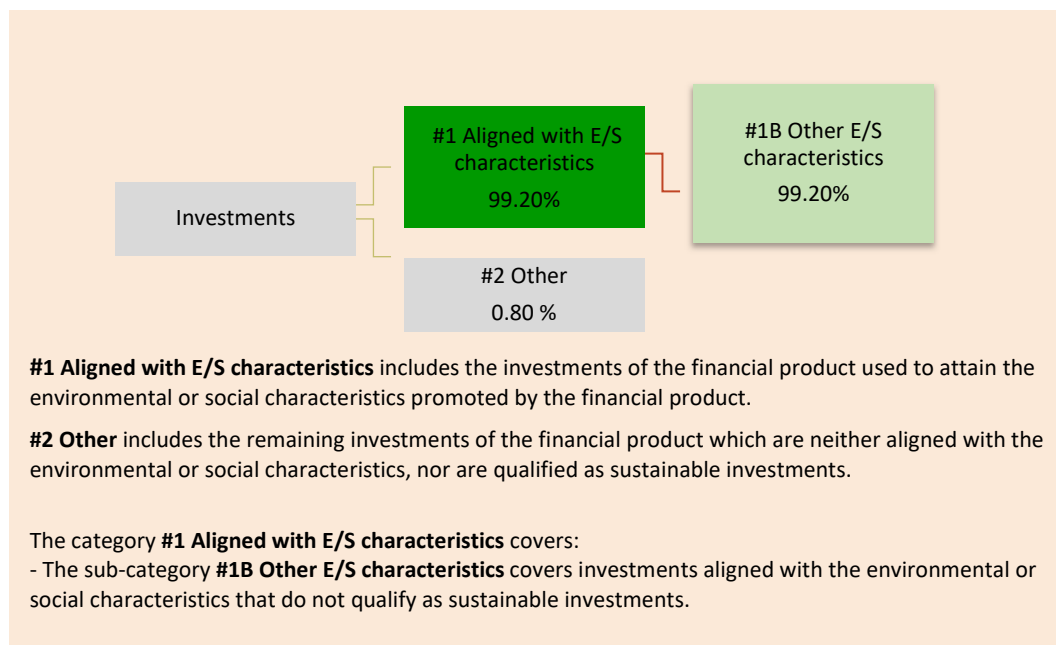 #1 Aligned with E/S
characteristics
99.20%
#1B Other E/S
characteristics
99.20%
Investments
#2 Other
0.80 %
#1 Aligned with E/S characteristics includes the investments of the financial product used to attain the
environmental or social characteristics promoted by the financial product.
#2 Other includes the remaining investments of the financial product which are neither aligned with the
environmental or social characteristics, nor are qualified as sustainable investments.
The category #1 Aligned with E/S characteristics covers:
- The sub-category #1B Other E/S characteristics covers investments aligned with the environmental or
social characteristics that do not qualify as sustainable investments.